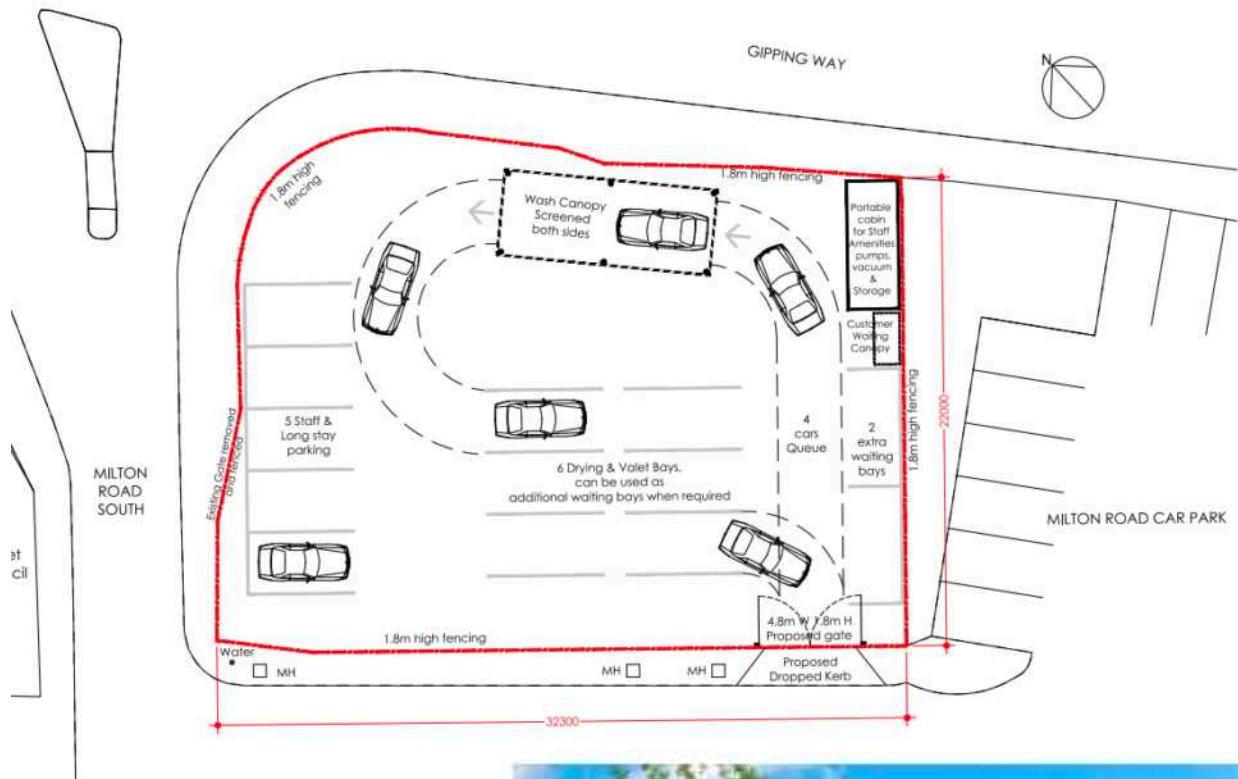 GIPPING WAY
N
1.8m high
fencing
1.8m high fencing
Wash Canopy
Screened
both sides
Portable
cabin
for Staff
Amenities
pumps,
vacuum
&
Storage
Customer
Waiting
Canopy
5 Staff &
Long stay
parking
Existing Gate removed
and fenced
4
cars
Queue
2
extra
waiting
bays
1.8m high fencing
22000
6 Drying & Valet Bays,
can be used as
additional waiting bays when required
MILTON
ROAD
SOUTH
MILTON ROAD CAR PARK
et
cil
1.8m high fencing
4.8m W 1.8m H
Proposed gate
Water
MH
MH
MH
Proposed
Dropped Kerb
32300